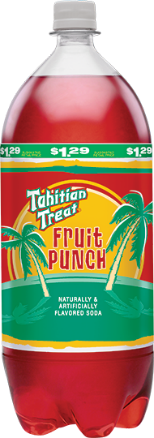 $1.29 $1.29 $1.29
Tahitian
Treat
Fruit
PUNCH
NATURALLY &
ARTIFICIALLY
FLAVORED SODA